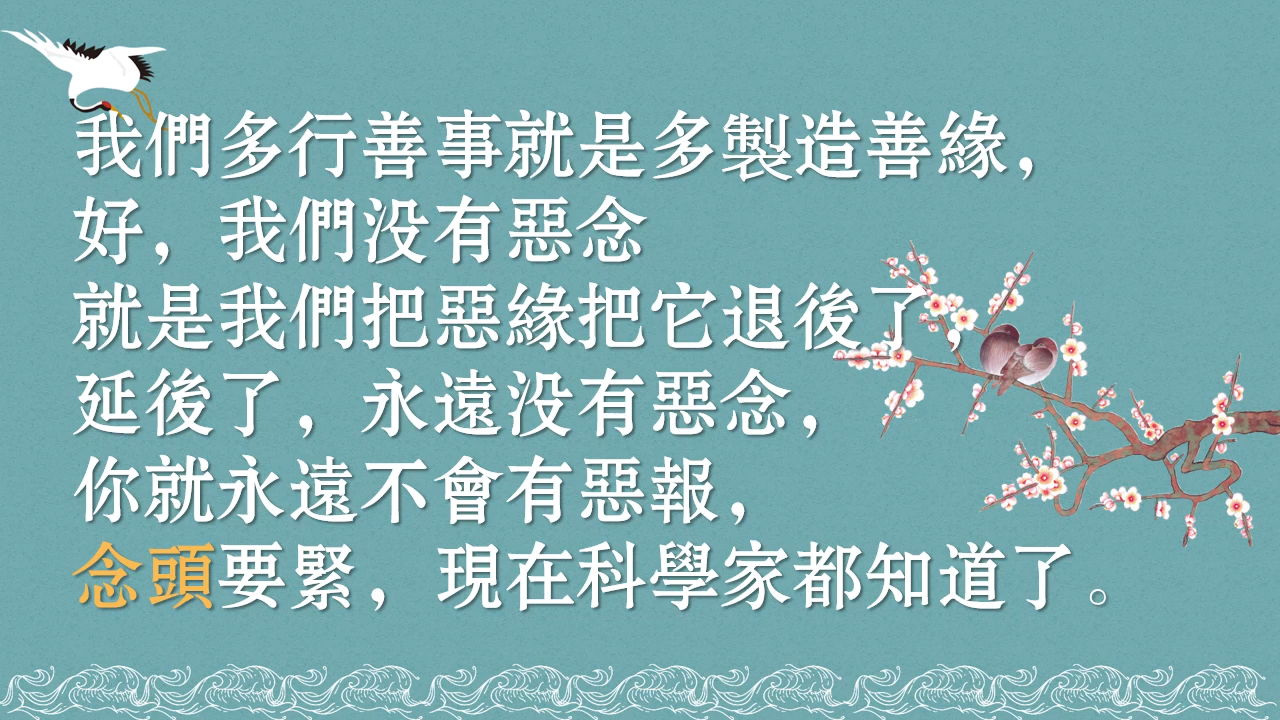 我們多行善事就是多製造善緣，
好，我們没有惡念
就是我們把惡緣把它退後了，
延後了，永遠没有惡念，
你就永遠不會有惡報，
念頭要緊，現在科學家都知道了。